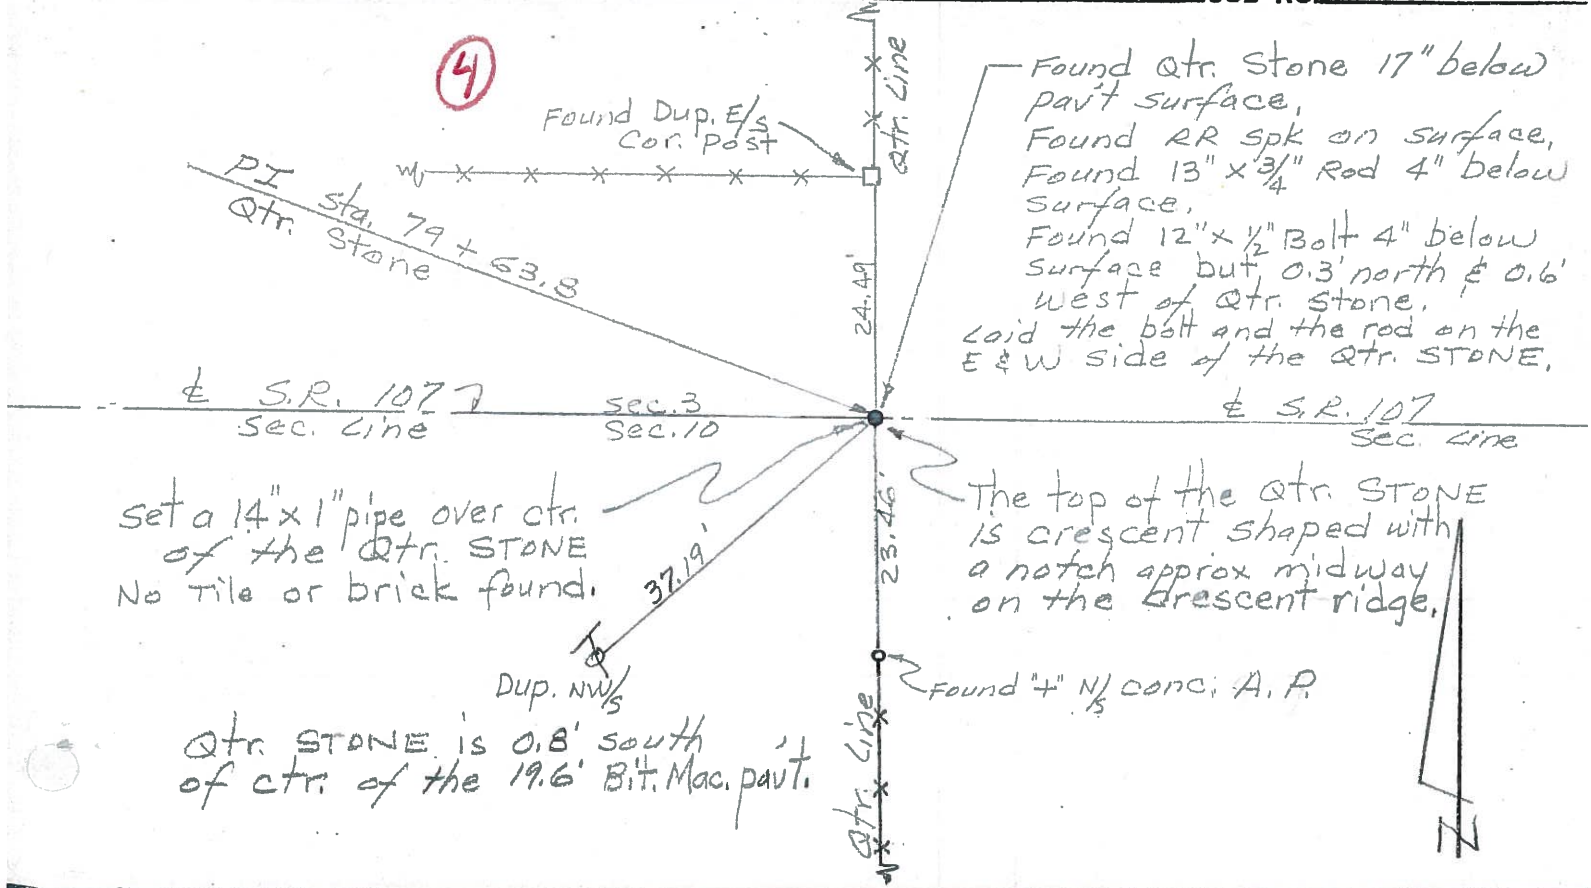 4
Found Dup. E/s
Cor. Post
W/
Qtr. Line
Found Qtr. Stone 17" below
pav't surface,
Found RR spk on surface,
Found 13" x 3/4" Rod 4" below
surface,
Found 12" x 1/2" Bolt 4" below
surface but, 0.3' north & 0.6'
west of Qtr. Stone.
Laid the bolt and the rod on the
E & W side of the Qtr. STONE.
PI Sta. 79 + 63.8
Qtr. Stone
24.49'
℄ S.R. 107
Sec. Line
Sec. 3
Sec. 10
℄ S.R. 107
Sec. Line
Set a 14" x 1" pipe over ctr.
of the Qtr. STONE
No Tile or brick found.
37.19'
23.46'
The top of the Qtr. STONE
is crescent shaped with
a notch approx midway
on the crescent ridge.
Dup. NW/s
Found "+" N/s conc. A. P.
Qtr. STONE is 0.8' south
of ctr. of the 19.6' Bit. Mac. pav't.
Qtr. Line
N